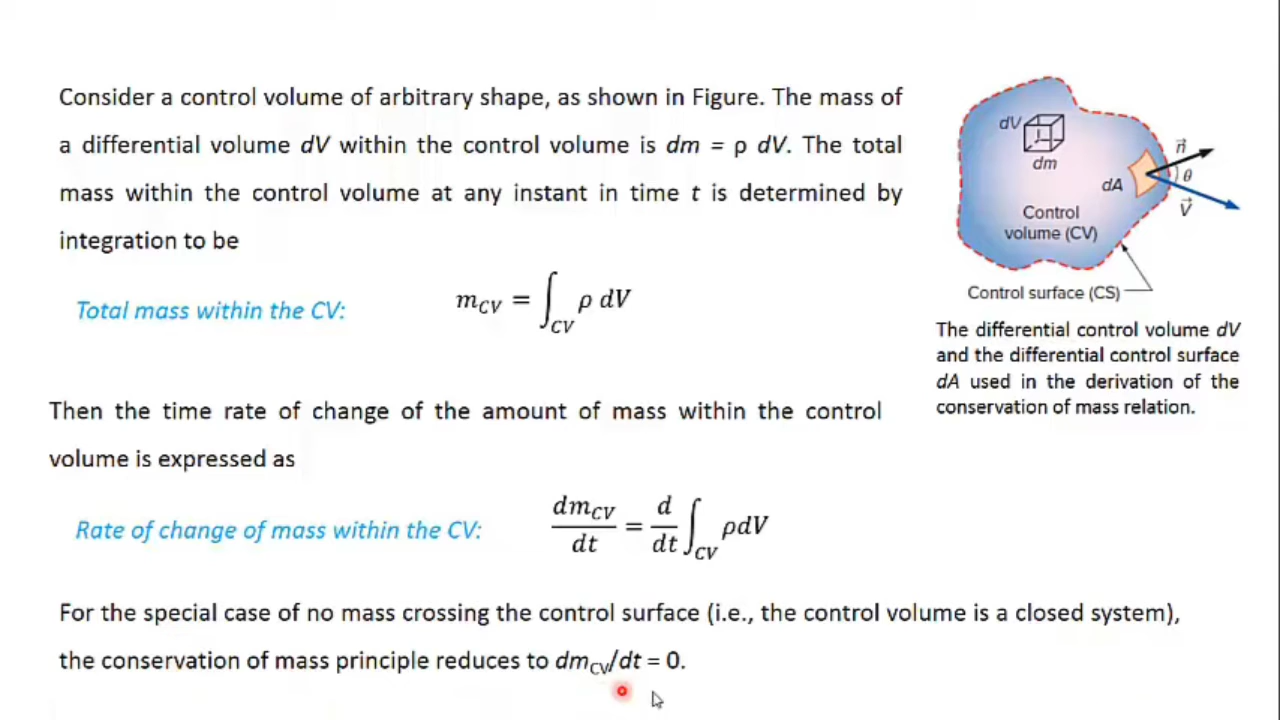 Consider a control volume of arbitrary shape, as shown in Figure. The mass of
a differential volume dV within the control volume is dm = ρ dV. The total
mass within the control volume at any instant in time t is determined by
integration to be
Total mass within the CV:
m_CV = ∫_CV ρ dV
Then the time rate of change of the amount of mass within the control
volume is expressed as
Rate of change of mass within the CV:
dm_CV/dt = d/dt ∫_CV ρdV
For the special case of no mass crossing the control surface (i.e., the control volume is a closed system),
the conservation of mass principle reduces to dm_CV/dt = 0.
dV
dm
dA
n⃗
θ
V⃗
Control
volume (CV)
Control surface (CS)
The differential control volume dV
and the differential control surface
dA used in the derivation of the
conservation of mass relation.